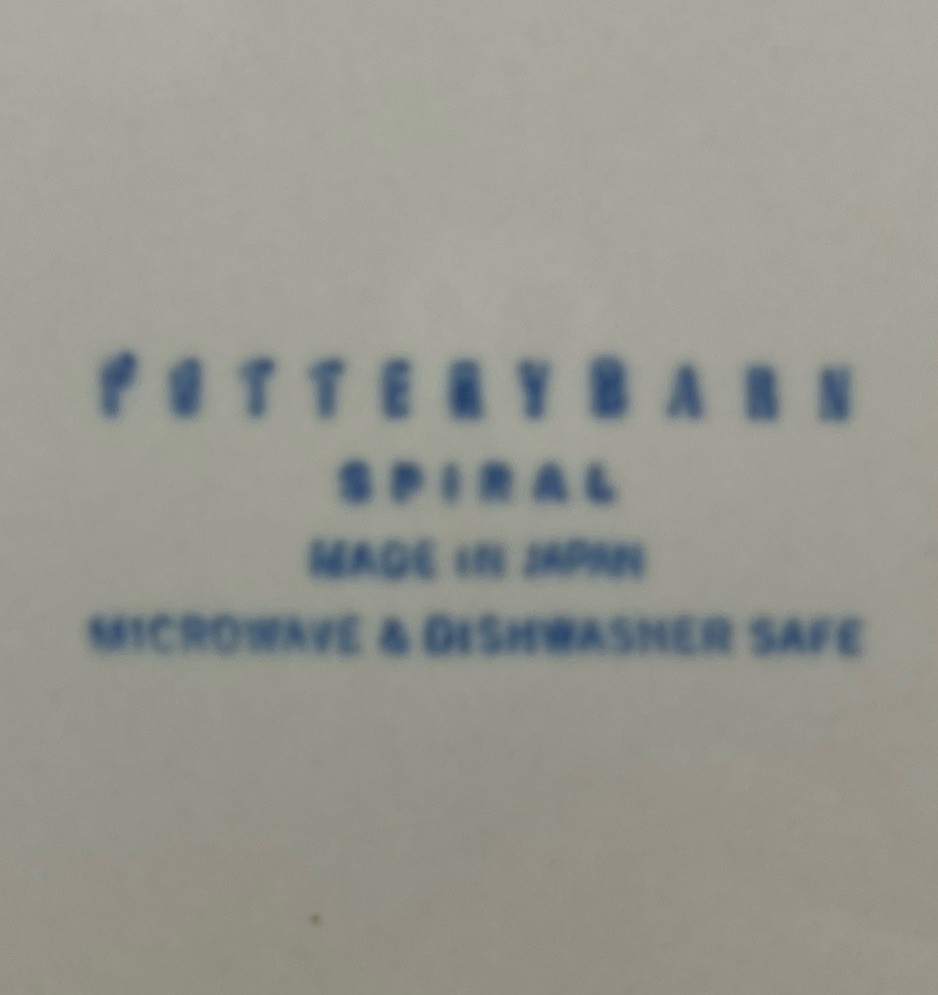 POTTERYBARN
SPIRAL
MADE IN JAPAN
MICROWAVE & DISHWASHER SAFE